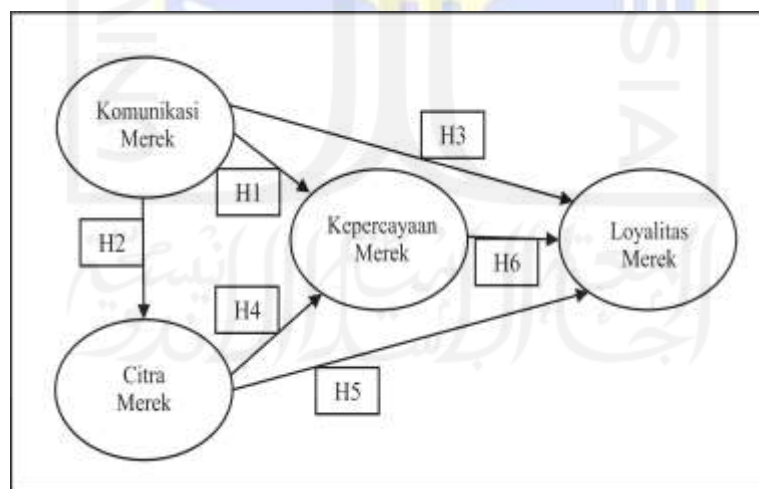 Komunikasi
Merek
H3
H1
Kepercayaan
Merek
Loyalitas
Merek
H2
H6
H4
Citra
Merek
H5